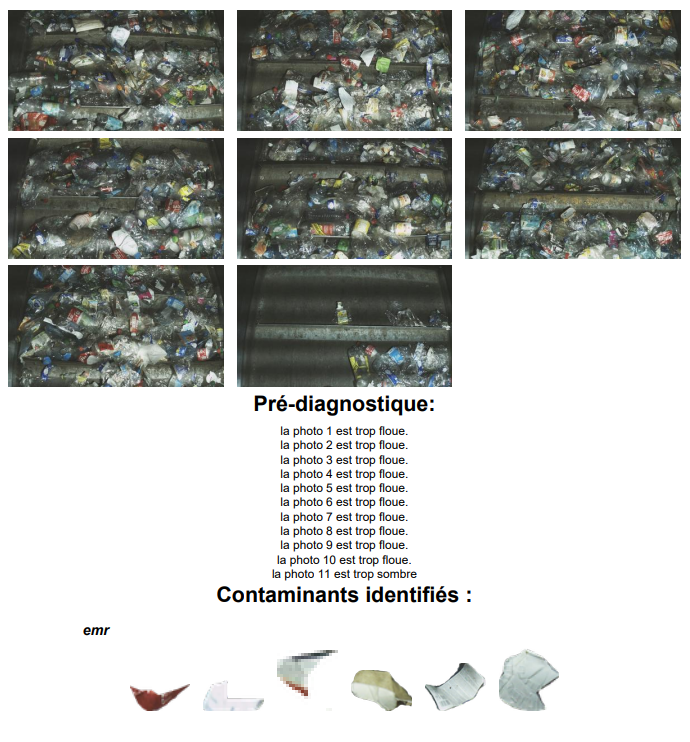 Pré-diagnostique:
la photo 1 est trop floue.
la photo 2 est trop floue.
la photo 3 est trop floue.
la photo 4 est trop floue.
la photo 5 est trop floue.
la photo 6 est trop floue.
la photo 7 est trop floue.
la photo 8 est trop floue.
la photo 9 est trop floue.
la photo 10 est trop floue.
la photo 11 est trop sombre
Contaminants identifiés :
emr